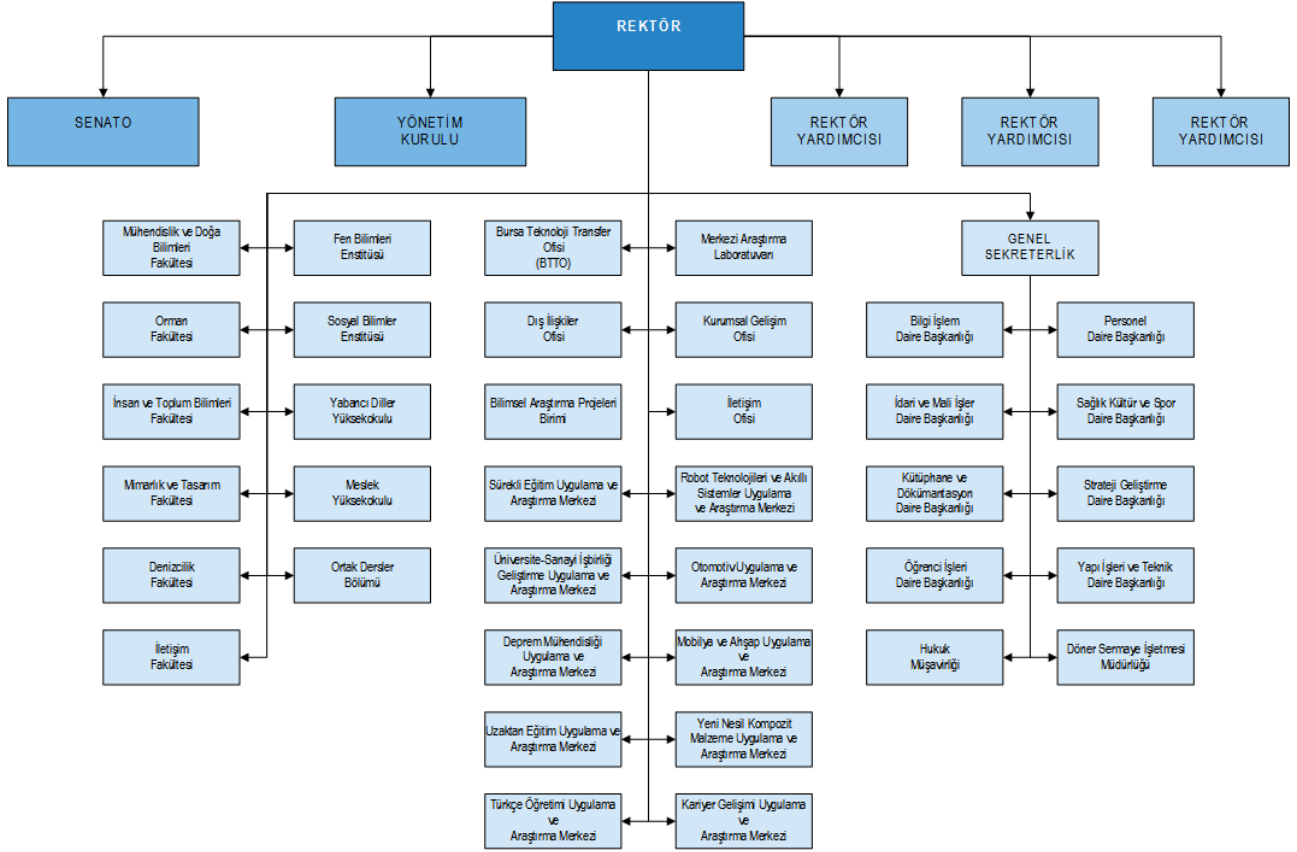 REKTÖR
SENATO
YÖNETİM
KURULU
REKTÖR
YARDIMCISI
REKTÖR
YARDIMCISI
REKTÖR
YARDIMCISI
Mühendislik ve Doğa
Bilimleri
Fakültesi
Fen Bilimleri
Enstitüsü
Bursa Teknoloji Transfer
Ofisi
(BTTO)
Merkezi Araştırma
Laboratuvarı
GENEL
SEKRETERLİK
Orman
Fakültesi
Sosyal Bilimler
Enstitüsü
Dış İlişkiler
Ofisi
Kurumsal Gelişim
Ofisi
Bilgi İşlem
Daire Başkanlığı
Personel
Daire Başkanlığı
İnsan ve Toplum Bilimleri
Fakültesi
Yabancı Diller
Yüksekokulu
Bilimsel Araştırma Projeleri
Birimi
İletişim
Ofisi
İdari ve Mali İşler
Daire Başkanlığı
Sağlık Kültür ve Spor
Daire Başkanlığı
Mimarlık ve Tasarım
Fakültesi
Meslek
Yüksekokulu
Sürekli Eğitim Uygulama ve
Araştırma Merkezi
Robot Teknolojileri ve Akıllı
Sistemler Uygulama
ve Araştırma Merkezi
Kütüphane ve
Dökümantasyon
Daire Başkanlığı
Strateji Geliştirme
Daire Başkanlığı
Denizcilik
Fakültesi
Ortak Dersler
Bölümü
Üniversite-Sanayi İşbirliği
Geliştirme Uygulama ve
Araştırma Merkezi
Otomotiv Uygulama ve
Araştırma Merkezi
Öğrenci İşleri
Daire Başkanlığı
Yapı İşleri ve Teknik
Daire Başkanlığı
İletişim
Fakültesi
Deprem Mühendisliği
Uygulama ve
Araştırma Merkezi
Mobilya ve Ahşap Uygulama
ve
Araştırma Merkezi
Hukuk
Müşavirliği
Döner Sermaye İşletmesi
Müdürlüğü
Uzaktan Eğitim Uygulama ve
Araştırma Merkezi
Yeni Nesil Kompozit
Malzeme Uygulama ve
Araştırma Merkezi
Türkçe Öğretimi Uygulama
ve
Araştırma Merkezi
Kariyer Gelişimi Uygulama
ve
Araştırma Merkezi